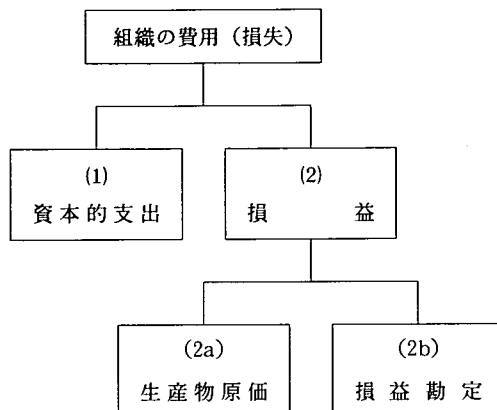 組織の費用(損失)
(1)
資本的支出
(2)
損益
(2a)
生産物原価
(2b)
損益勘定